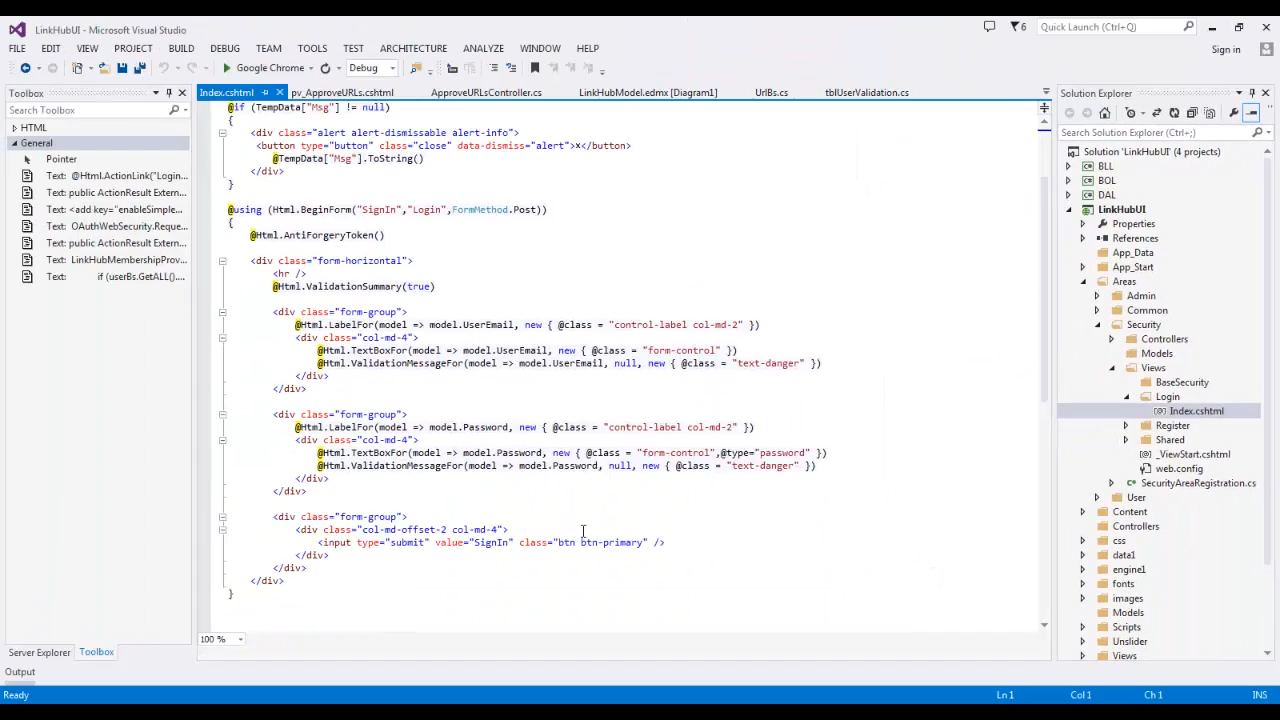 LinkHubUI - Microsoft Visual Studio
6
Quick Launch (Ctrl+Q)
FILE EDIT VIEW PROJECT BUILD DEBUG TEAM TOOLS TEST ARCHITECTURE ANALYZE WINDOW HELP
Sign in
Google Chrome
Debug
Toolbox
Search Toolbox
HTML
General
Pointer
Text: @Html.ActionLink("Login...
Text: public ActionResult Extern...
Text: <add key="enableSimple...
Text: OAuthWebSecurity.Reque...
Text: public ActionResult Extern...
Text: LinkHubMembershipProv...
Text: if (userBs.GetALL()....
Server Explorer Toolbox
Index.cshtml pv_ApproveURLs.cshtml ApproveURLsController.cs LinkHubModel.edmx [Diagram1] UrlBs.cs tblUserValidation.cs
@if (TempData["Msg"] != null)
{
<div class="alert alert-dismissable alert-info">
<button type="button" class="close" data-dismiss="alert">x</button>
@TempData["Msg"].ToString()
</div>
}
@using (Html.BeginForm("SignIn","Login",FormMethod.Post))
{
@Html.AntiForgeryToken()
<div class="form-horizontal">
<hr />
@Html.ValidationSummary(true)
<div class="form-group">
@Html.LabelFor(model => model.UserEmail, new { @class = "control-label col-md-2" })
<div class="col-md-4">
@Html.TextBoxFor(model => model.UserEmail, new { @class = "form-control" })
@Html.ValidationMessageFor(model => model.UserEmail, null, new { @class = "text-danger" })
</div>
</div>
<div class="form-group">
@Html.LabelFor(model => model.Password, new { @class = "control-label col-md-2" })
<div class="col-md-4">
@Html.TextBoxFor(model => model.Password, new { @class = "form-control",@type="password" })
@Html.ValidationMessageFor(model => model.Password, null, new { @class = "text-danger" })
</div>
</div>
<div class="form-group">
<div class="col-md-offset-2 col-md-4">
<input type="submit" value="SignIn" class="btn btn-primary" />
</div>
</div>
</div>
}
100 %
Solution Explorer
Search Solution Explorer (Ctrl+;)
Solution 'LinkHubUI' (4 projects)
BLL
BOL
DAL
LinkHubUI
Properties
References
App_Data
App_Start
Areas
Admin
Common
Security
Controllers
Models
Views
BaseSecurity
Login
Index.cshtml
Register
Shared
_ViewStart.cshtml
web.config
SecurityAreaRegistration.cs
User
Content
Controllers
css
data1
engine1
fonts
images
Models
Scripts
Unslider
Views
Output
Ready
Ln 1 Col 1 Ch 1 INS